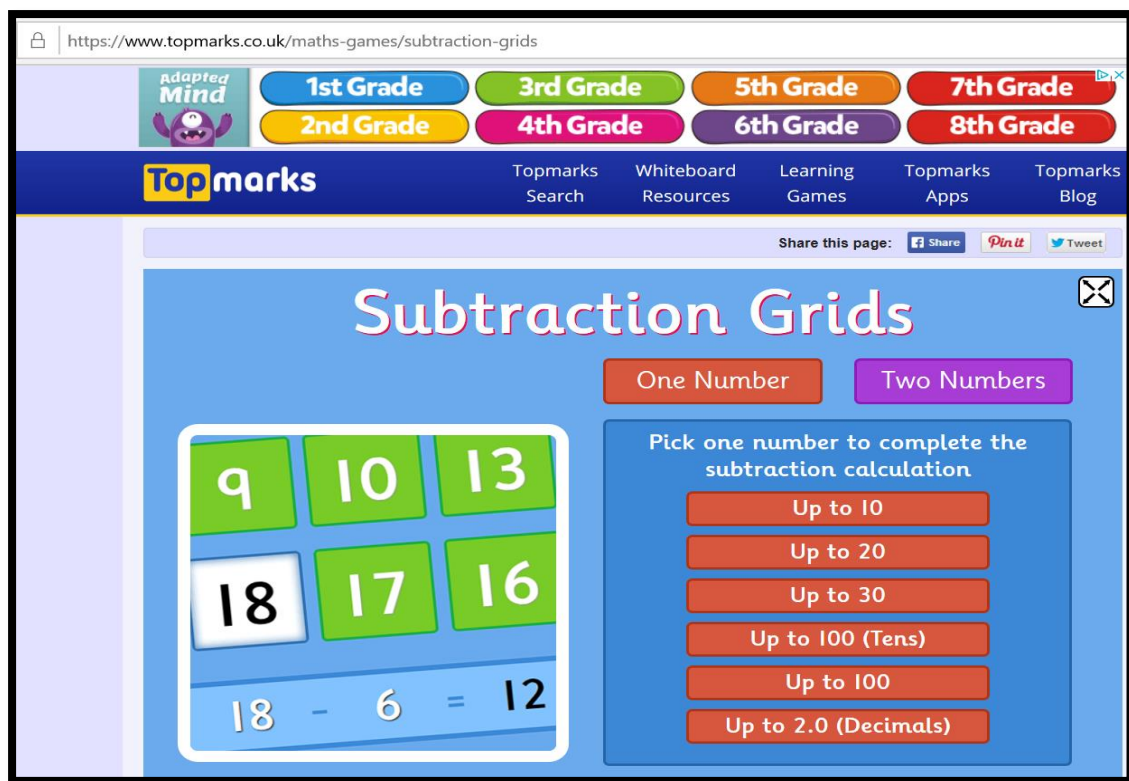 https://www.topmarks.co.uk/maths-games/subtraction-grids
Adapted
Mind
1st Grade
3rd Grade
5th Grade
7th Grade
2nd Grade
4th Grade
6th Grade
8th Grade
Topmarks
Topmarks Search
Whiteboard Resources
Learning Games
Topmarks Apps
Topmarks Blog
Share this page:
Share
Pin it
Tweet
Subtraction Grids
One Number
Two Numbers
9 10 13
18 17 16
18 - 6 = 12
Pick one number to complete the
subtraction calculation
Up to 10
Up to 20
Up to 30
Up to 100 (Tens)
Up to 100
Up to 2.0 (Decimals)